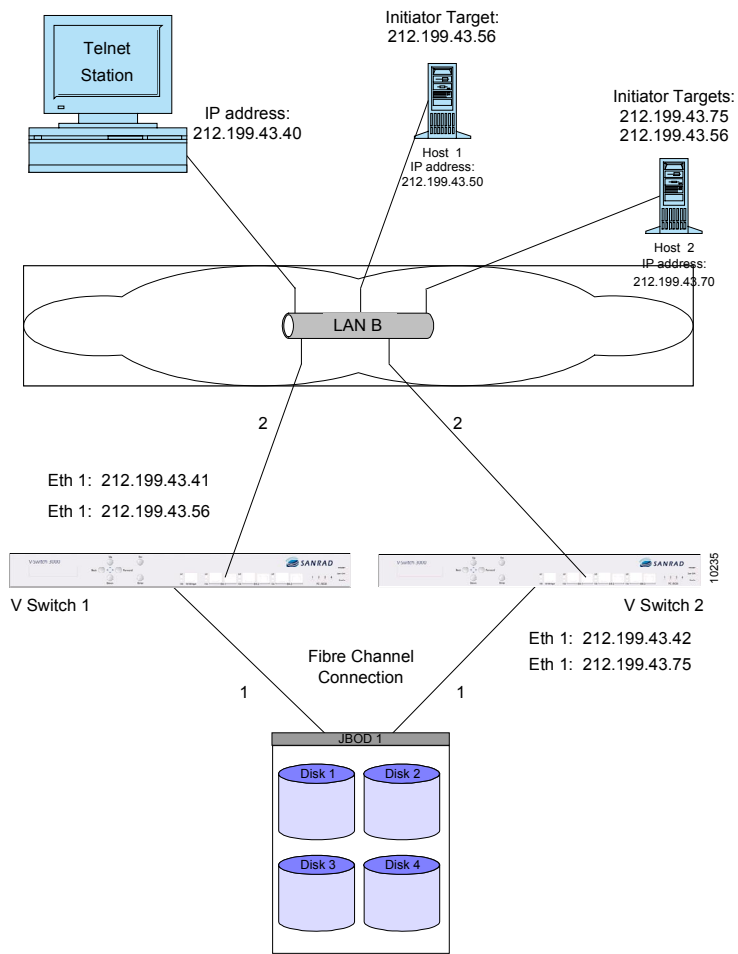 Telnet
Station
IP address:
212.199.43.40
Initiator Target:
212.199.43.56
Host 1
IP address:
212.199.43.50
Initiator Targets:
212.199.43.75
212.199.43.56
Host 2
IP address:
212.199.43.70
LAN B
2
2
Eth 1: 212.199.43.41
Eth 1: 212.199.43.56
SANRAD
SANRAD
10235
V Switch 1
V Switch 2
Eth 1: 212.199.43.42
Eth 1: 212.199.43.75
Fibre Channel
Connection
1
1
JBOD 1
Disk 1
Disk 2
Disk 3
Disk 4